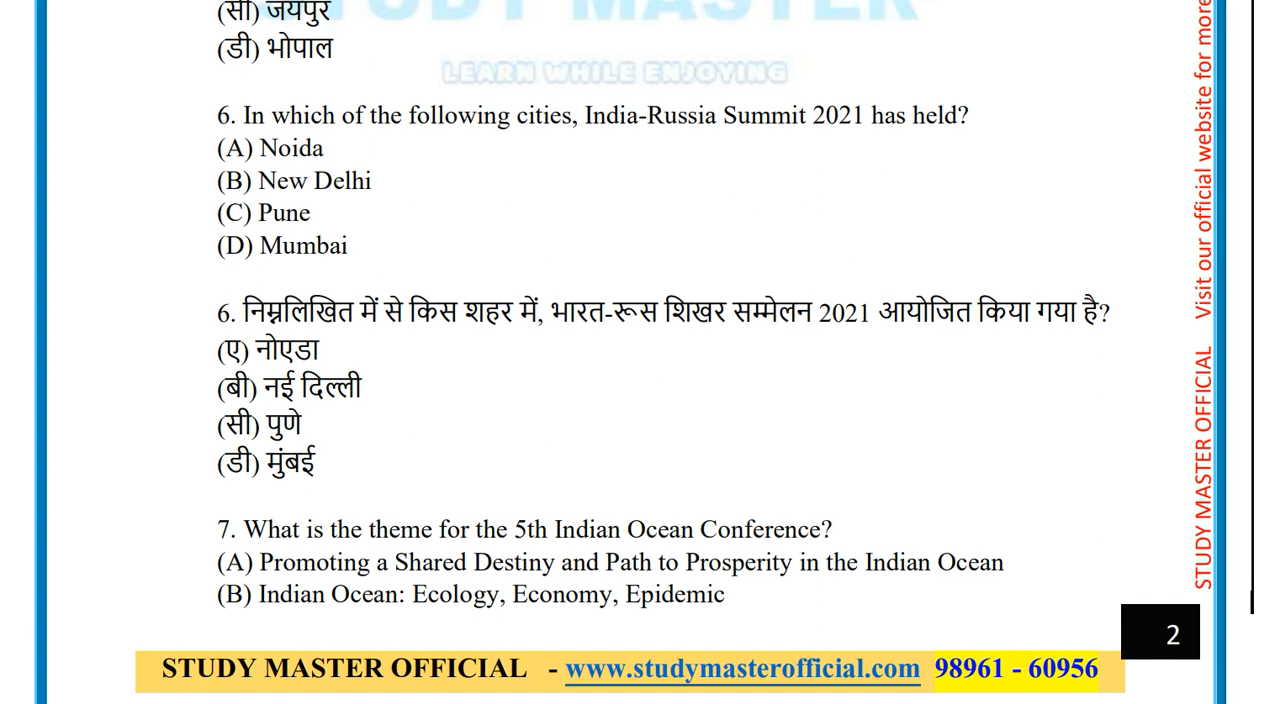 STUDY MASTER
(सी) जयपुर
(डी) भोपाल
LEARN WHILE ENJOYING
6. In which of the following cities, India-Russia Summit 2021 has held?
(A) Noida
(B) New Delhi
(C) Pune
(D) Mumbai
6. निम्नलिखित में से किस शहर में, भारत-रूस शिखर सम्मेलन 2021 आयोजित किया गया है?
(ए) नोएडा
(बी) नई दिल्ली
(सी) पुणे
(डी) मुंबई
7. What is the theme for the 5th Indian Ocean Conference?
(A) Promoting a Shared Destiny and Path to Prosperity in the Indian Ocean
(B) Indian Ocean: Ecology, Economy, Epidemic
2
STUDY MASTER OFFICIAL - www.studymasterofficial.com 98961 - 60956
STUDY MASTER OFFICIAL Visit our official website for more